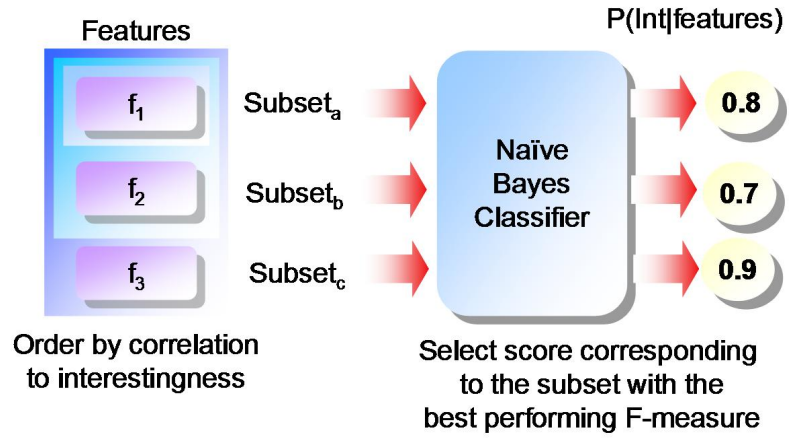 Features
P(Int|features)
f1
Subseta
0.8
f2
Subsetb
Naïve
Bayes
Classifier
0.7
f3
Subsetc
0.9
Order by correlation
to interestingness
Select score corresponding
to the subset with the
best performing F-measure